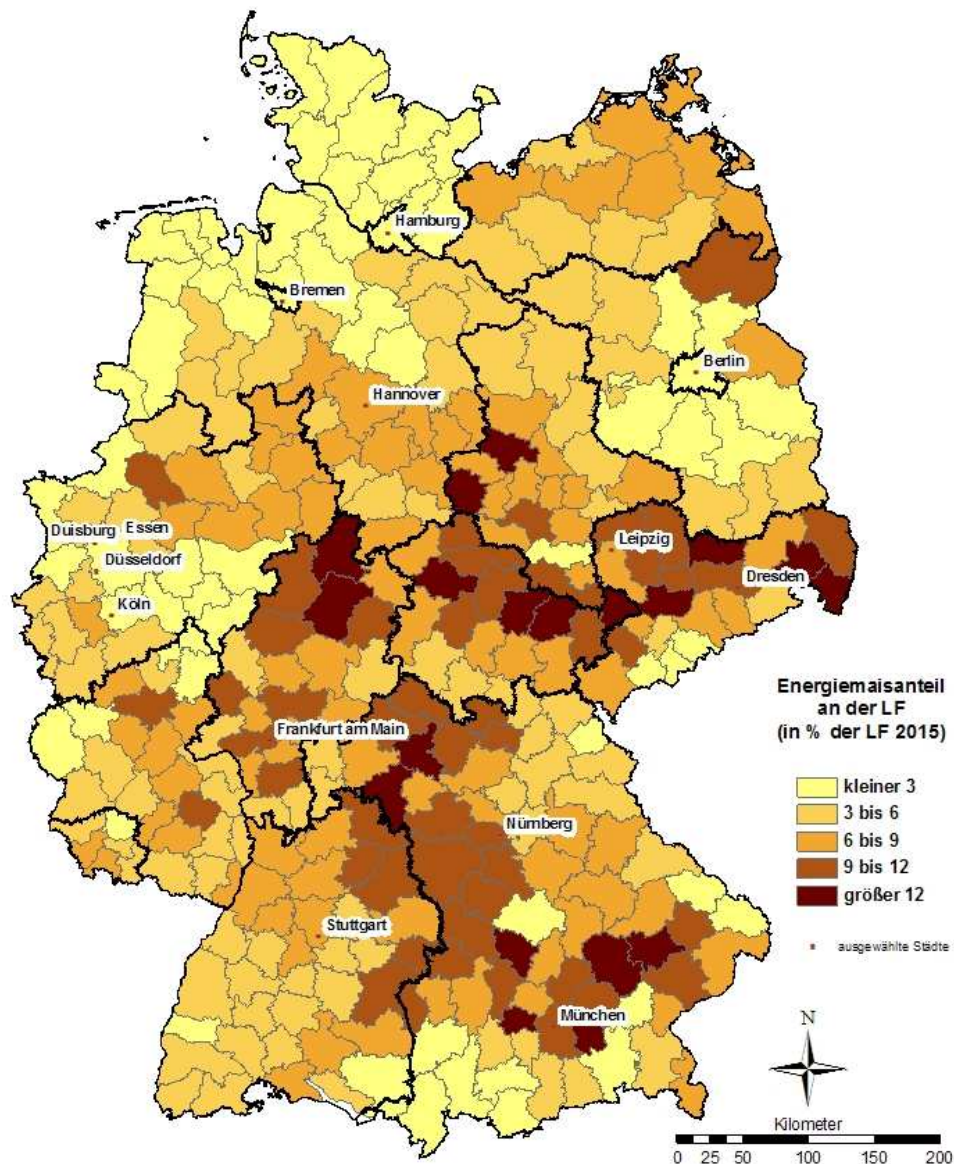 Hamburg
Bremen
Berlin
Hannover
Duisburg
Essen
Düsseldorf
Köln
Leipzig
Dresden
Frankfurt am Main
Nürnberg
Stuttgart
München
Energiemaisanteil
an der LF
(in % der LF 2015)
kleiner 3
3 bis 6
6 bis 9
9 bis 12
größer 12
ausgewählte Städte
N
Kilometer
0 25 50 100 150 200